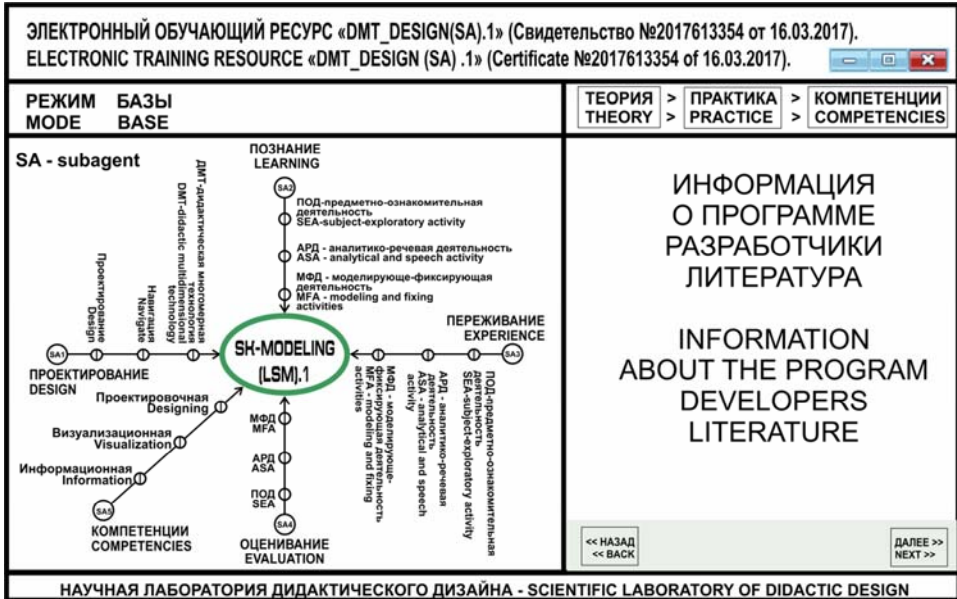 ЭЛЕКТРОННЫЙ ОБУЧАЮЩИЙ РЕСУРС «DMT_DESIGN(SA).1» (Свидетельство №2017613354 от 16.03.2017).
ELECTRONIC TRAINING RESOURCE «DMT_DESIGN (SA) .1» (Certificate №2017613354 of 16.03.2017).
РЕЖИМ БАЗЫ
MODE BASE
ТЕОРИЯ > ПРАКТИКА > КОМПЕТЕНЦИИ
THEORY > PRACTICE > COMPETENCIES
SA - subagent
ПОЗНАНИЕ
LEARNING
SA2
ПОД-предметно-ознакомительная
деятельность
SEA-subject-exploratory activity
АРД - аналитико-речевая деятельность
ASA - analytical and speech activity
МФД - моделирующе-фиксирующая
деятельность
MFA - modeling and fixing
activities
ДМТ-дидактическая многомерная
технология
DMT-didactic multidimensional
technology
Навигация
Navigate
Проектирование
Design
SA1
ПРОЕКТИРОВАНИЕ
DESIGN
SK-MODELING
(LSM).1
ПЕРЕЖИВАНИЕ
EXPERIENCE
SA3
МФД - моделирующе-
фиксирующая деятельность
MFA - modeling and fixing
activities
АРД - аналитико-речевая
деятельность
ASA - analytical and speech
activity
ПОД-предметно-ознакомительная
деятельность
SEA-subject-exploratory activity
Проектировочная
Designing
Визуализационная
Visualization
Информационная
Information
SA5
КОМПЕТЕНЦИИ
COMPETENCIES
МФД
MFA
АРД
ASA
ПОД
SEA
SA4
ОЦЕНИВАНИЕ
EVALUATION
ИНФОРМАЦИЯ
О ПРОГРАММЕ
РАЗРАБОТЧИКИ
ЛИТЕРАТУРА
INFORMATION
ABOUT THE PROGRAM
DEVELOPERS
LITERATURE
<< НАЗАД
<< BACK
ДАЛЕЕ >>
NEXT >>
НАУЧНАЯ ЛАБОРАТОРИЯ ДИДАКТИЧЕСКОГО ДИЗАЙНА - SCIENTIFIC LABORATORY OF DIDACTIC DESIGN